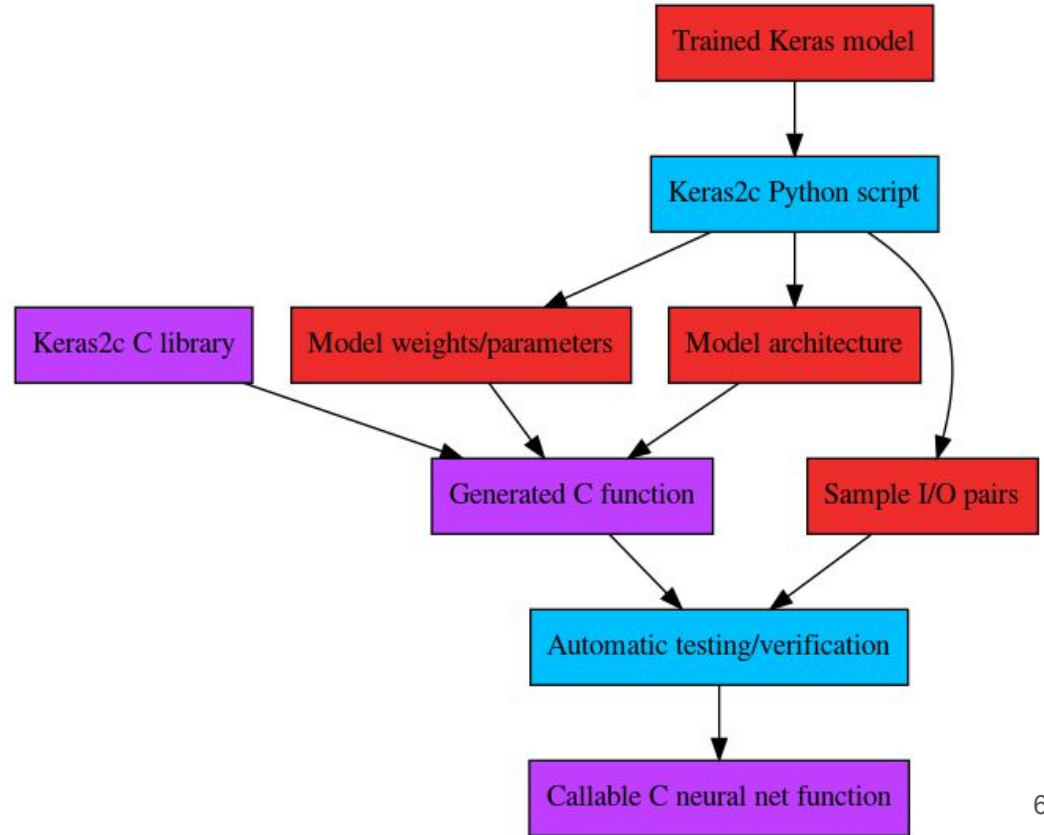 Trained Keras model
Keras2c Python script
Keras2c C library
Model weights/parameters
Model architecture
Generated C function
Sample I/O pairs
Automatic testing/verification
Callable C neural net function
6